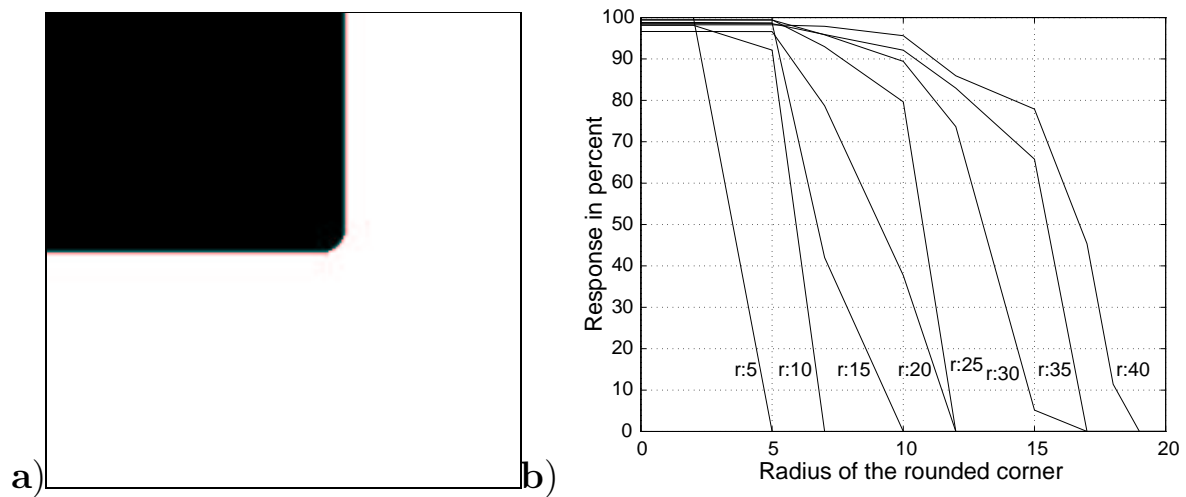 a)
b)
Response in percent
100
90
80
70
60
50
40
30
20
10
0
r:5 r:10 r:15 r:20 r:25 r:30 r:35 r:40
0 5 10 15 20
Radius of the rounded corner